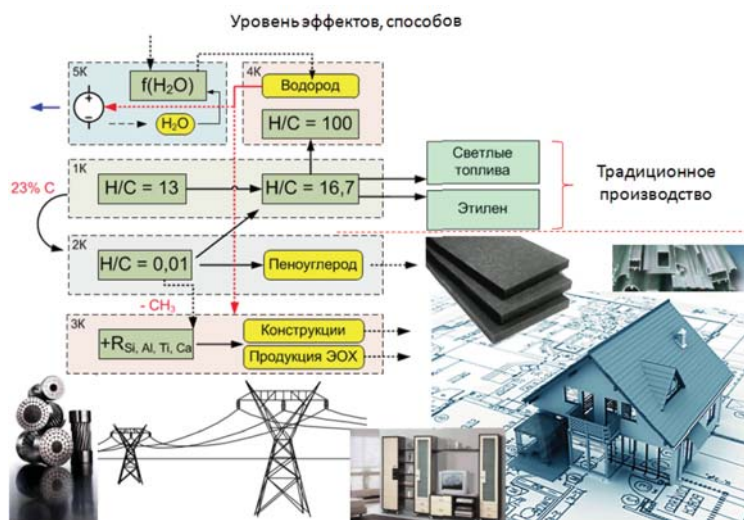 Уровень эффектов, способов
5К
f(H₂O)
+
−
H₂O
4К
Водород
H/C = 100
1К
23% C
H/C = 13
H/C = 16,7
Светлые
топлива
Этилен
Традиционное
производство
2К
H/C = 0,01
Пеноуглерод
- CH₃
3К
+R Si, Al, Ti, Ca
Конструкции
Продукция ЭОХ